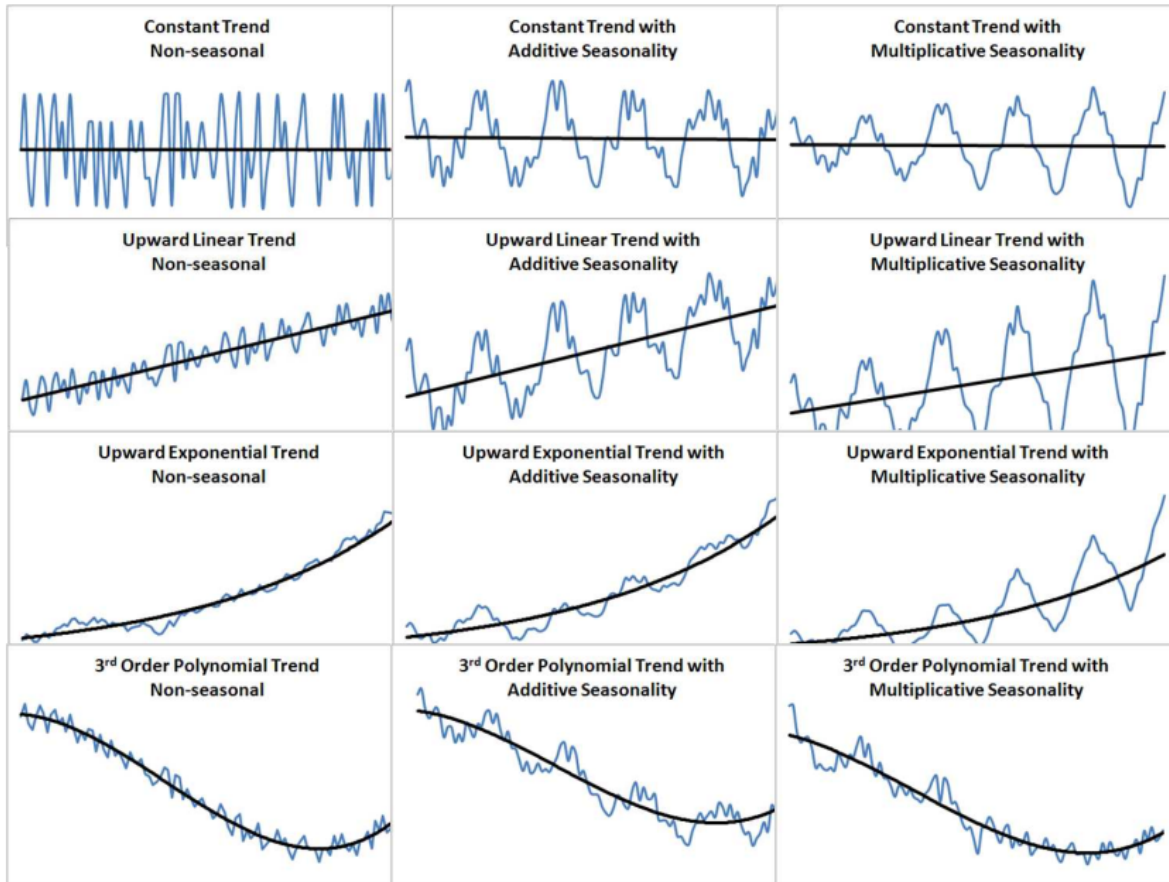 Constant Trend
Non-seasonal
Constant Trend with
Additive Seasonality
Constant Trend with
Multiplicative Seasonality
Upward Linear Trend
Non-seasonal
Upward Linear Trend with
Additive Seasonality
Upward Linear Trend with
Multiplicative Seasonality
Upward Exponential Trend
Non-seasonal
Upward Exponential Trend with
Additive Seasonality
Upward Exponential Trend with
Multiplicative Seasonality
3rd Order Polynomial Trend
Non-seasonal
3rd Order Polynomial Trend with
Additive Seasonality
3rd Order Polynomial Trend with
Multiplicative Seasonality